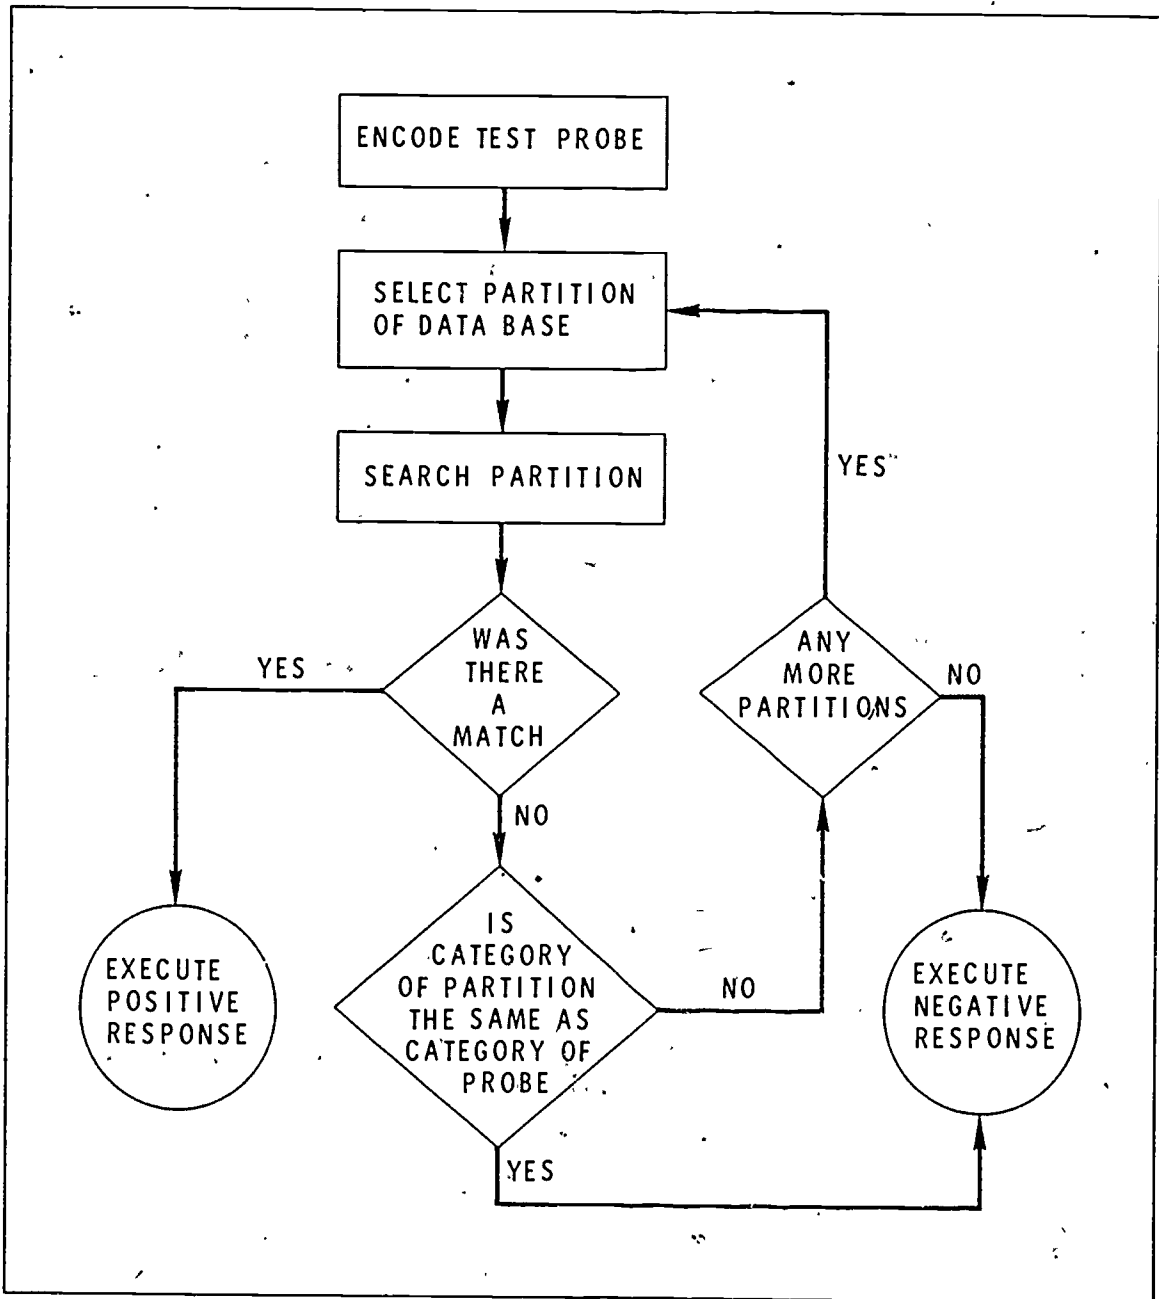 ENCODE TEST PROBE
SELECT PARTITION
OF DATA BASE
SEARCH PARTITION
YES
WAS
THERE
A
MATCH
YES
ANY
MORE
PARTITIONS
NO
NO
EXECUTE
POSITIVE
RESPONSE
IS
CATEGORY
OF PARTITION
THE SAME AS
CATEGORY OF
PROBE
NO
EXECUTE
NEGATIVE
RESPONSE
YES